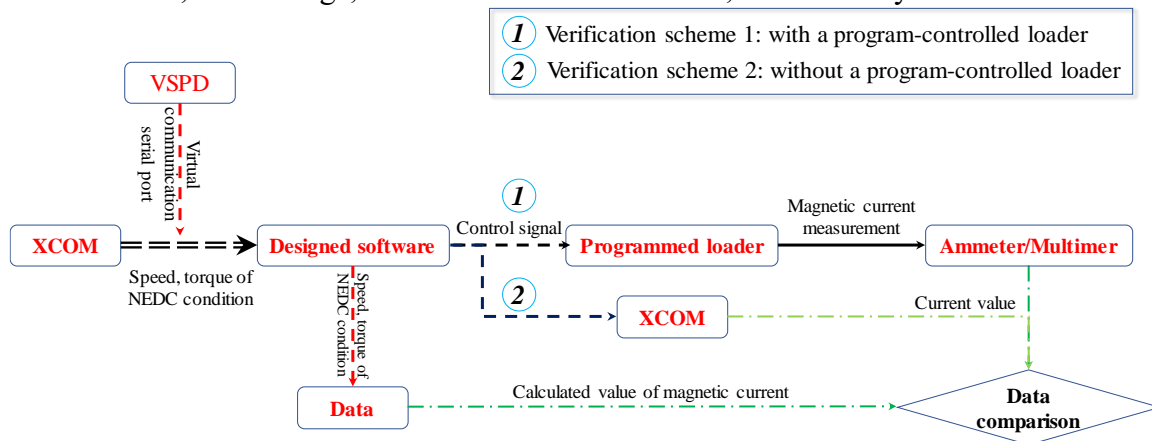 1 Verification scheme 1: with a program-controlled loader
2 Verification scheme 2: without a program-controlled loader
VSPD
Virtual
communication
serial port
XCOM
Speed, torque of
NEDC condition
Designed software
1
Control signal
Programmed loader
Magnetic current
measurement
Ammeter/Multimer
2
XCOM
Current value
Speed, torque of
NEDC condition
Data
Calculated value of magnetic current
Data
comparison